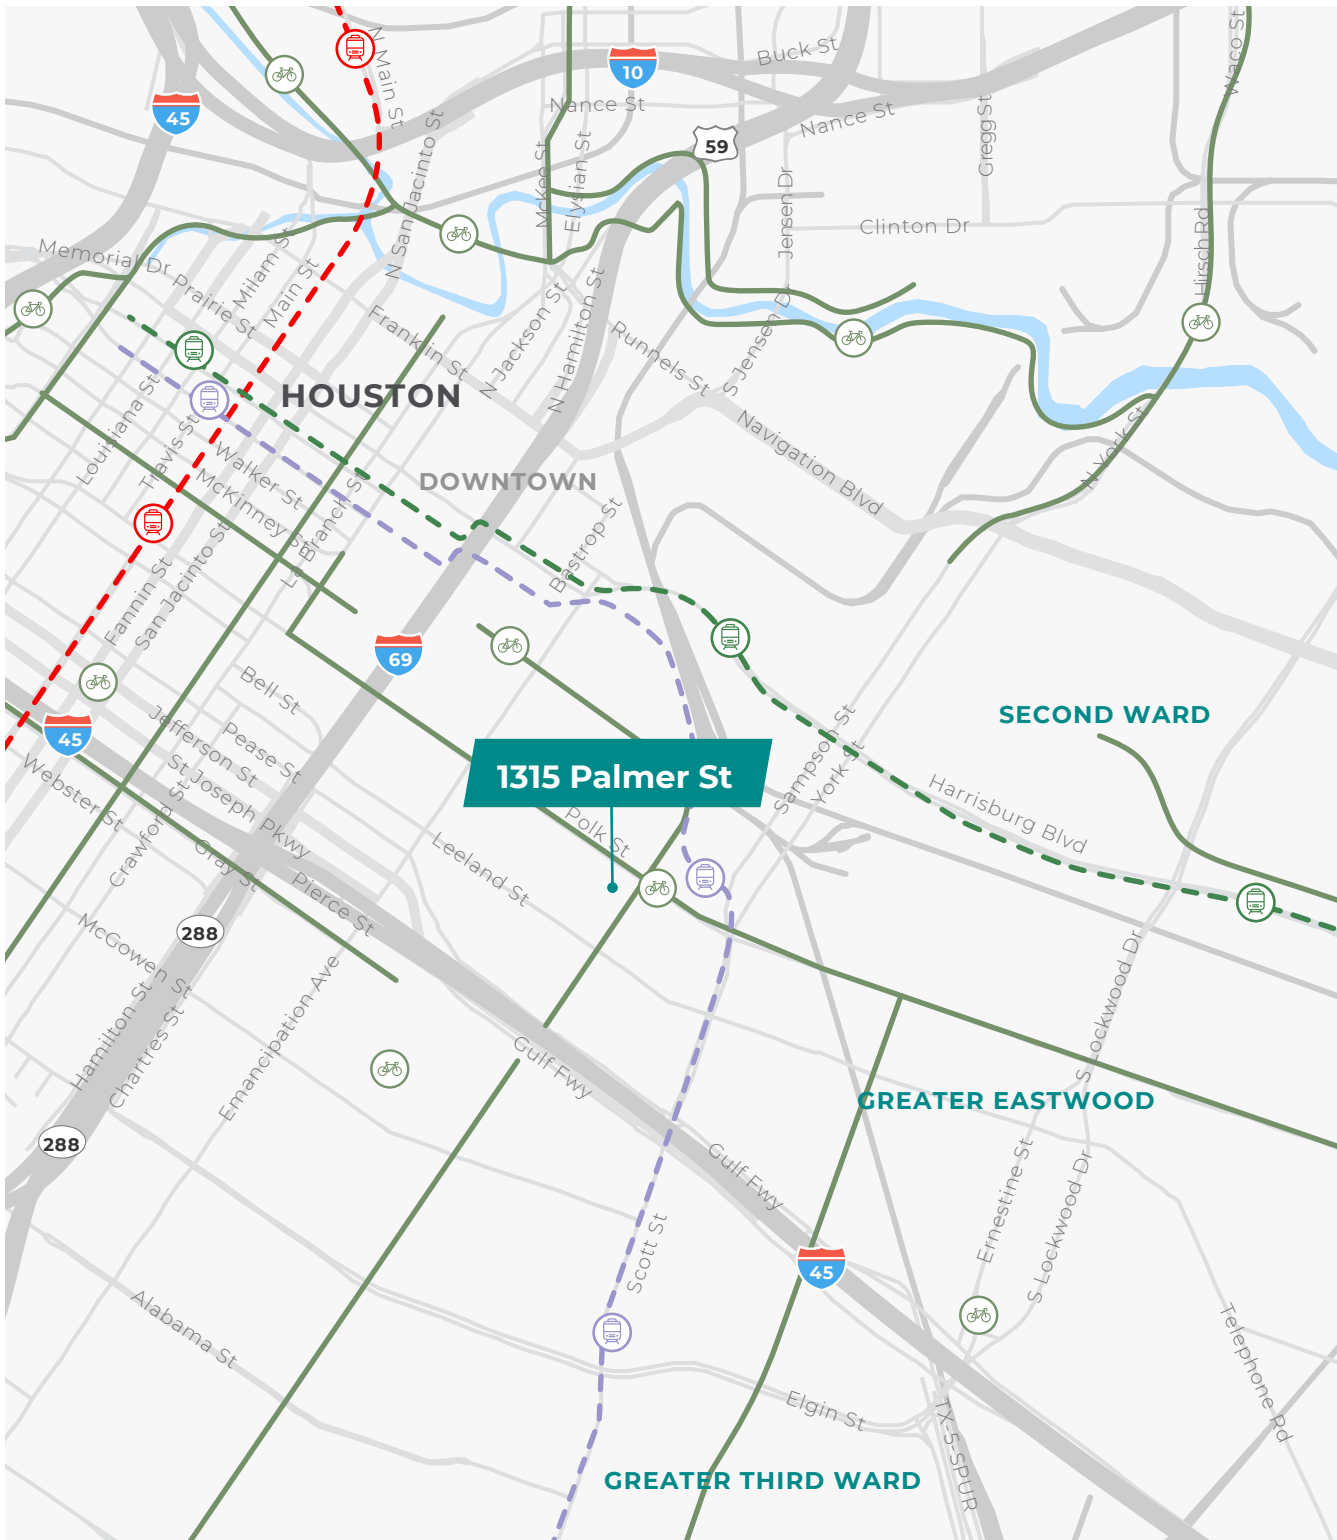 N Main St
Buck St
10
Waco St
45
Nance St
Nance St
Gregg St
59
N San Jacinto St
McKee St
Elysian St
Jensen Dr
Clinton Dr
Hirsch Rd
Memorial Dr
Milam St
Main St
Prairie St
Franklin St
N Jackson St
N Hamilton St
Runnels St
S Jensen Dr
HOUSTON
Louisiana St
Travis St
Walker St
McKinney St
La Branch St
DOWNTOWN
Navigation Blvd
N York St
Bastrop St
Fannin St
San Jacinto St
69
Bell St
SECOND WARD
45
Jefferson St
Pease St
St Joseph Pkwy
Webster St
1315 Palmer St
Sampson St
York St
Harrisburg Blvd
Crawford St
Gray St
Polk St
Leeland St
Pierce St
288
McGowen St
Hamilton St
Chartres St
Emancipation Ave
S Lockwood Dr
Gulf Fwy
GREATER EASTWOOD
288
Gulf Fwy
Ernestine St
S Lockwood Dr
Scott St
45
Alabama St
Telephone Rd
Elgin St
TX-5-SPUR
GREATER THIRD WARD